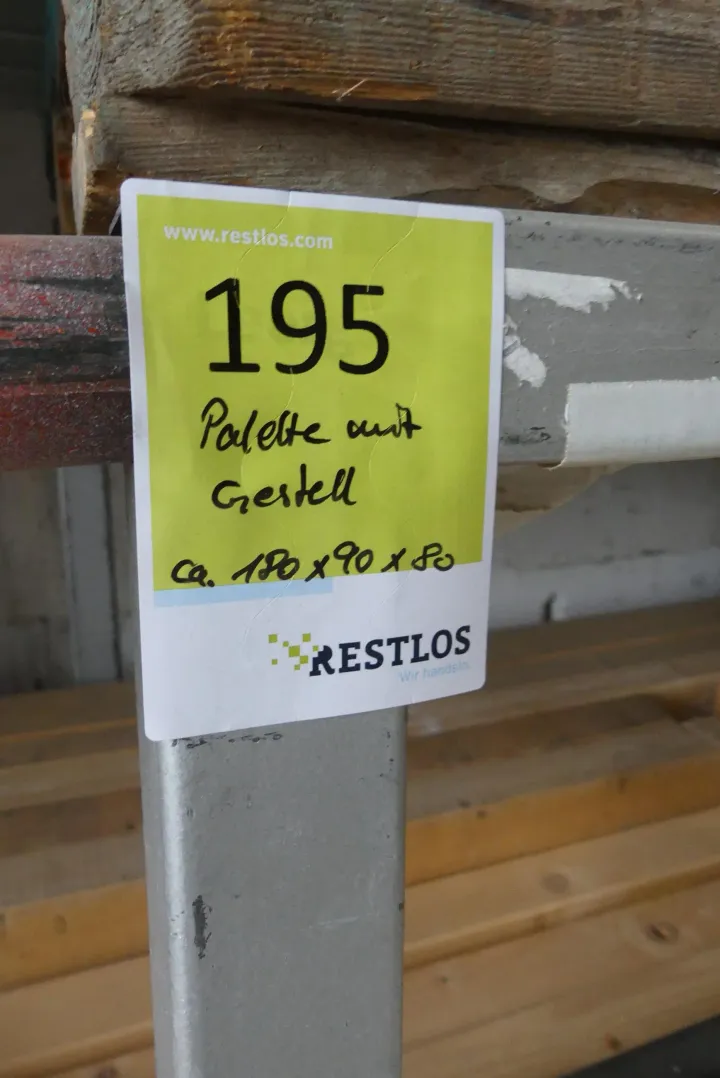 www.restlos.com
195
Palette mit
Gestell
ca. 180 x 90 x 80
RESTLOS
Wir handeln.